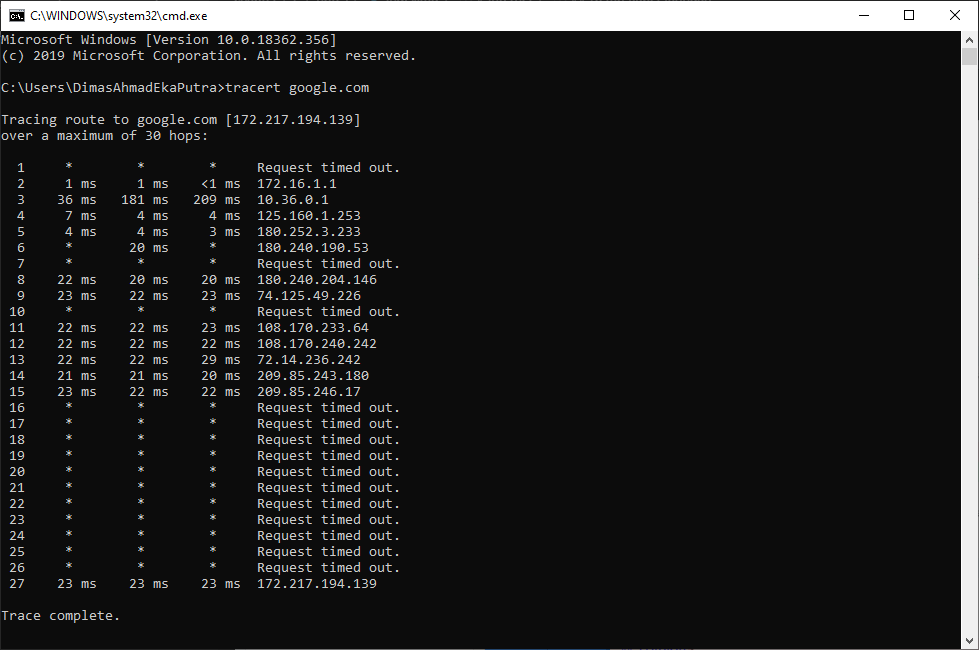 C:\WINDOWS\system32\cmd.exe
Microsoft Windows [Version 10.0.18362.356]
(c) 2019 Microsoft Corporation. All rights reserved.
C:\Users\DimasAhmadEkaPutra>tracert google.com
Tracing route to google.com [172.217.194.139]
over a maximum of 30 hops:
1 * * * Request timed out.
2 1 ms 1 ms <1 ms 172.16.1.1
3 36 ms 181 ms 209 ms 10.36.0.1
4 7 ms 4 ms 4 ms 125.160.1.253
5 4 ms 4 ms 3 ms 180.252.3.233
6 * 20 ms * 180.240.190.53
7 * * * Request timed out.
8 22 ms 20 ms 20 ms 180.240.204.146
9 23 ms 22 ms 23 ms 74.125.49.226
10 * * * Request timed out.
11 22 ms 22 ms 23 ms 108.170.233.64
12 22 ms 22 ms 22 ms 108.170.240.242
13 22 ms 22 ms 29 ms 72.14.236.242
14 21 ms 21 ms 20 ms 209.85.243.180
15 23 ms 22 ms 22 ms 209.85.246.17
16 * * * Request timed out.
17 * * * Request timed out.
18 * * * Request timed out.
19 * * * Request timed out.
20 * * * Request timed out.
21 * * * Request timed out.
22 * * * Request timed out.
23 * * * Request timed out.
24 * * * Request timed out.
25 * * * Request timed out.
26 * * * Request timed out.
27 23 ms 23 ms 23 ms 172.217.194.139
Trace complete.